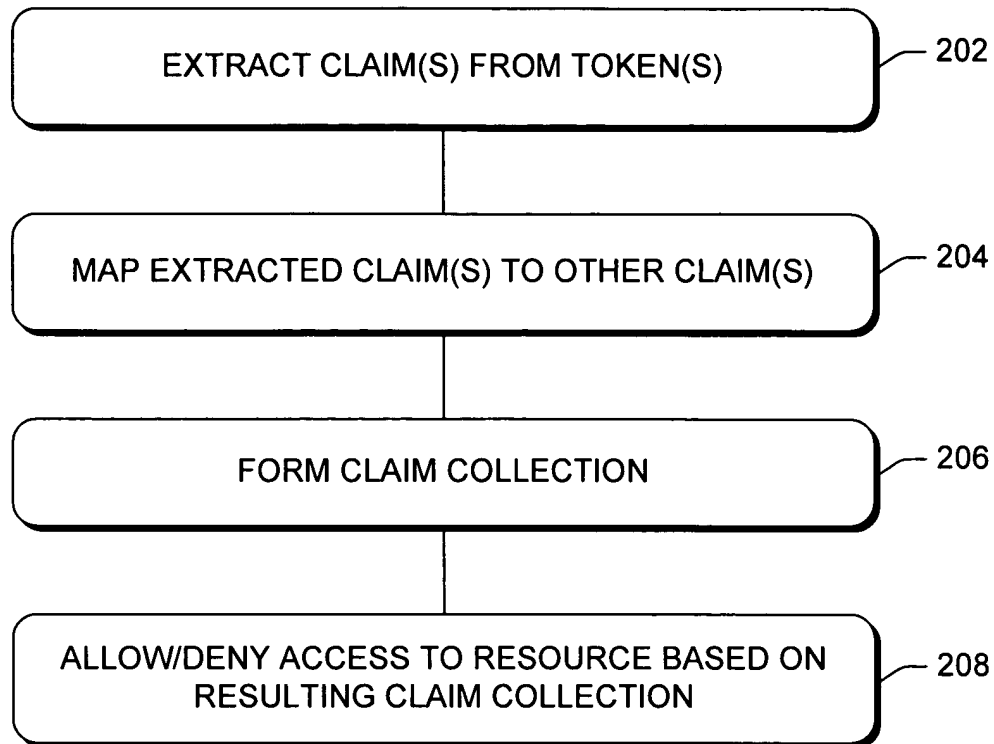 EXTRACT CLAIM(S) FROM TOKEN(S)
202
MAP EXTRACTED CLAIM(S) TO OTHER CLAIM(S)
204
FORM CLAIM COLLECTION
206
ALLOW/DENY ACCESS TO RESOURCE BASED ON
RESULTING CLAIM COLLECTION
208